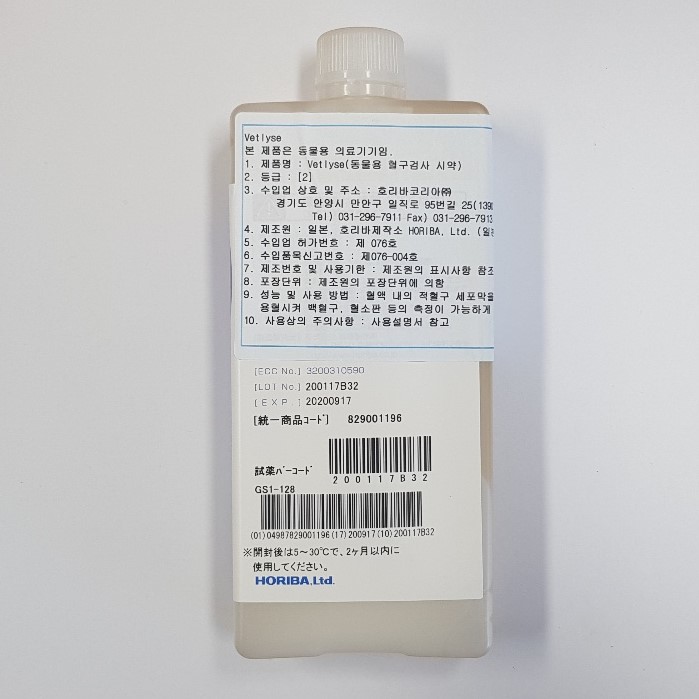 Vetlyse
본 제품은 동물용 의료기기임.
1. 제품명 : Vetlyse(동물용 혈구검사 시약)
2. 등급 : [2]
3. 수입업 상호 및 주소 : 호리바코리아㈜
경기도 안양시 만안구 일직로 95번길 25(1390
Tel) 031-296-7911 Fax) 031-296-7913
4. 제조원 : 일본, 호리바제작소 HORIBA, Ltd. (일본
5. 수입업 허가번호 : 제 076호
6. 수입품목신고번호 : 제076-004호
7. 제조번호 및 사용기한 : 제조원의 표시사항 참조
8. 포장단위 : 제조원의 포장단위에 의함
9. 성능 및 사용 방법 : 혈액 내의 적혈구 세포막을
용혈시켜 백혈구, 혈소판 등의 측정이 가능하게
10. 사용상의 주의사항 : 사용설명서 참고
[ECC No.] 3200310590
[LOT No.] 200117B32
[EXP.] 20200917
[統一商品ｺｰﾄﾞ] 829001196
試薬ﾊﾞｰｺｰﾄﾞ
200117B32
GS1-128
(01)04987829001196(17)200917(10)200117B32
※開封後は5～30℃で、2ヶ月以内に
使用してください。
HORIBA,Ltd.